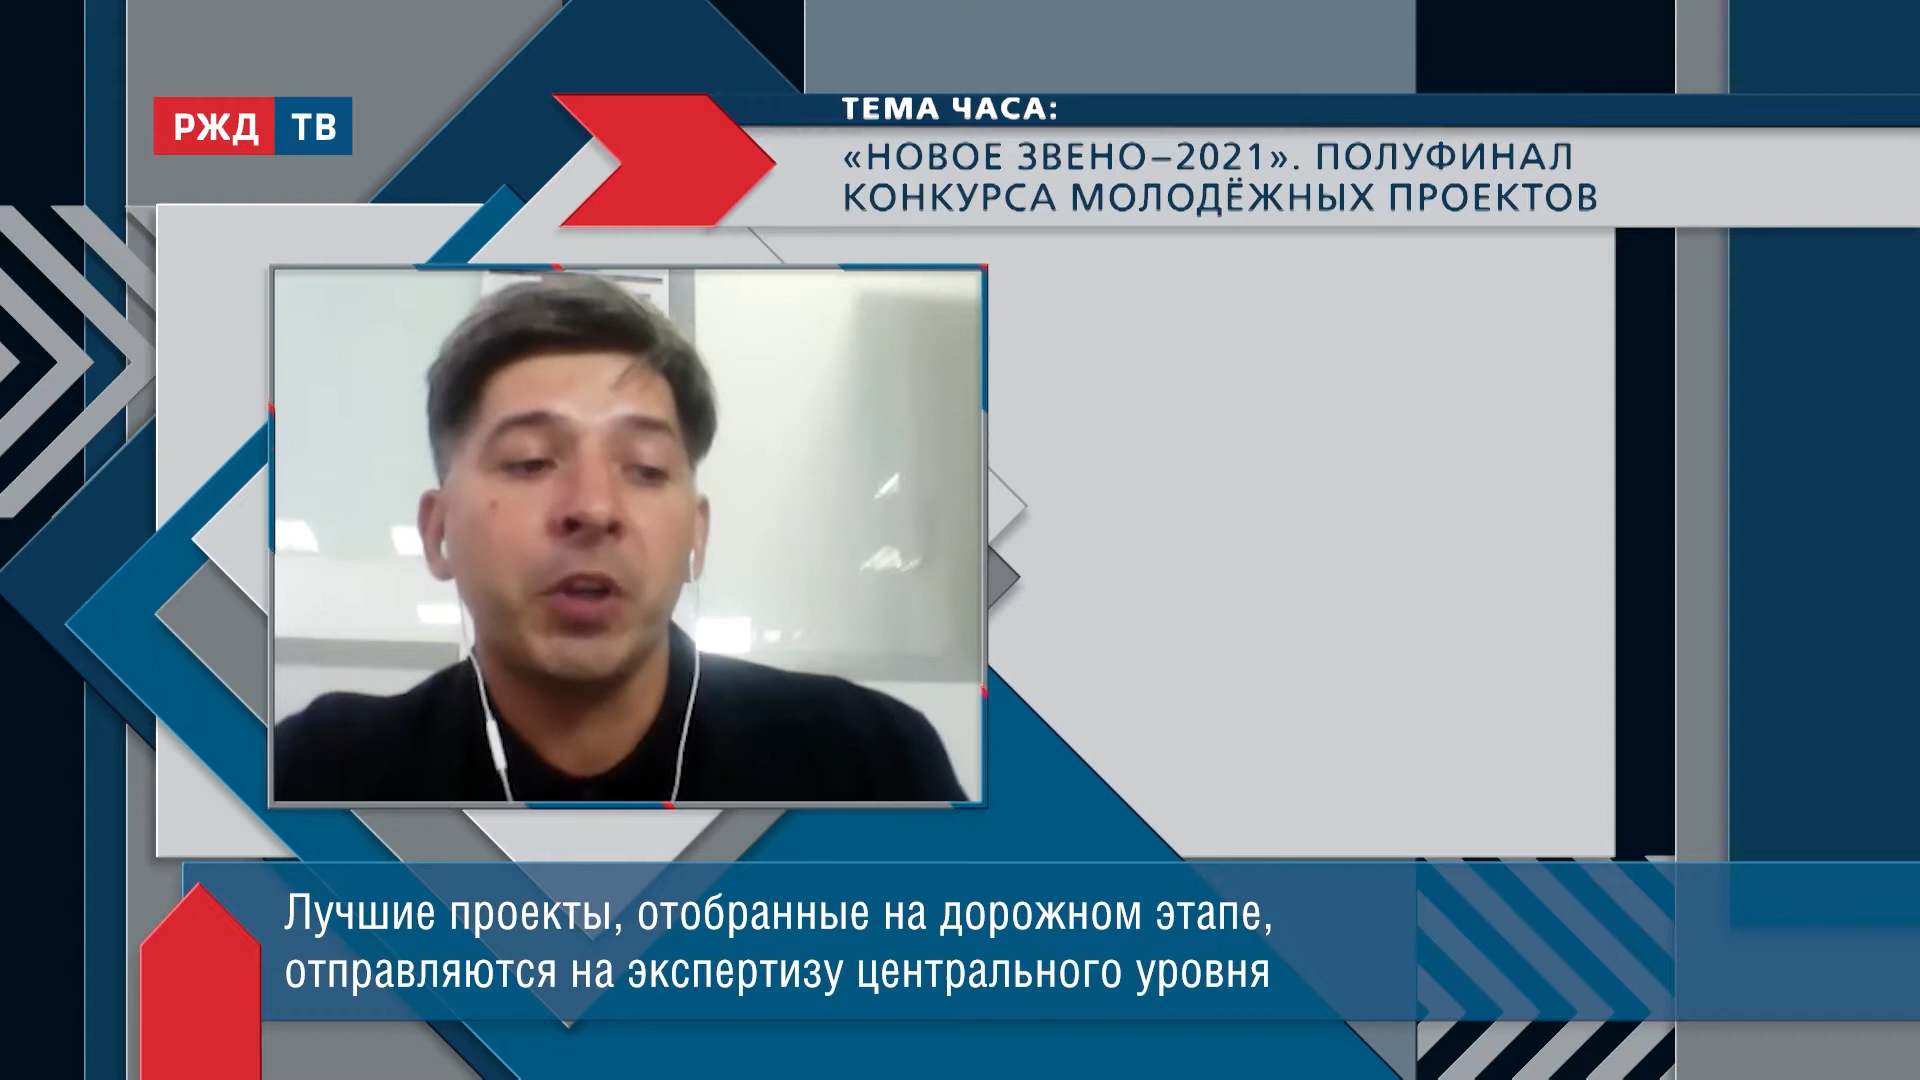 РЖД ТВ
ТЕМА ЧАСА:
«НОВОЕ ЗВЕНО–2021». ПОЛУФИНАЛ
КОНКУРСА МОЛОДЁЖНЫХ ПРОЕКТОВ
Лучшие проекты, отобранные на дорожном этапе,
отправляются на экспертизу центрального уровня